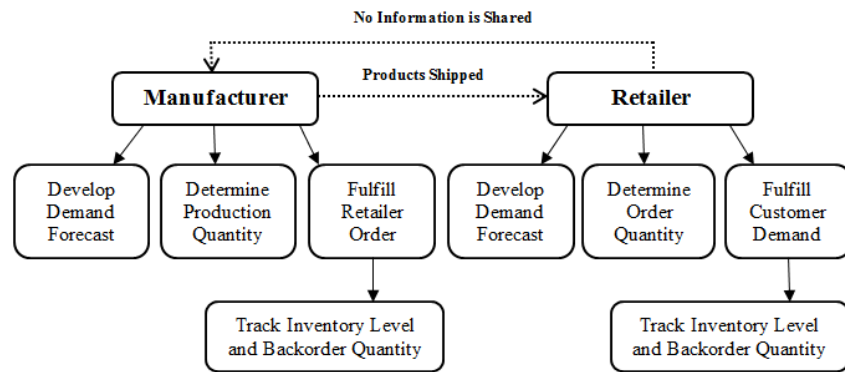 No Information is Shared
Products Shipped
Manufacturer
Retailer
Develop
Demand
Forecast
Determine
Production
Quantity
Fulfill
Retailer
Order
Develop
Demand
Forecast
Determine
Order
Quantity
Fulfill
Customer
Demand
Track Inventory Level
and Backorder Quantity
Track Inventory Level
and Backorder Quantity